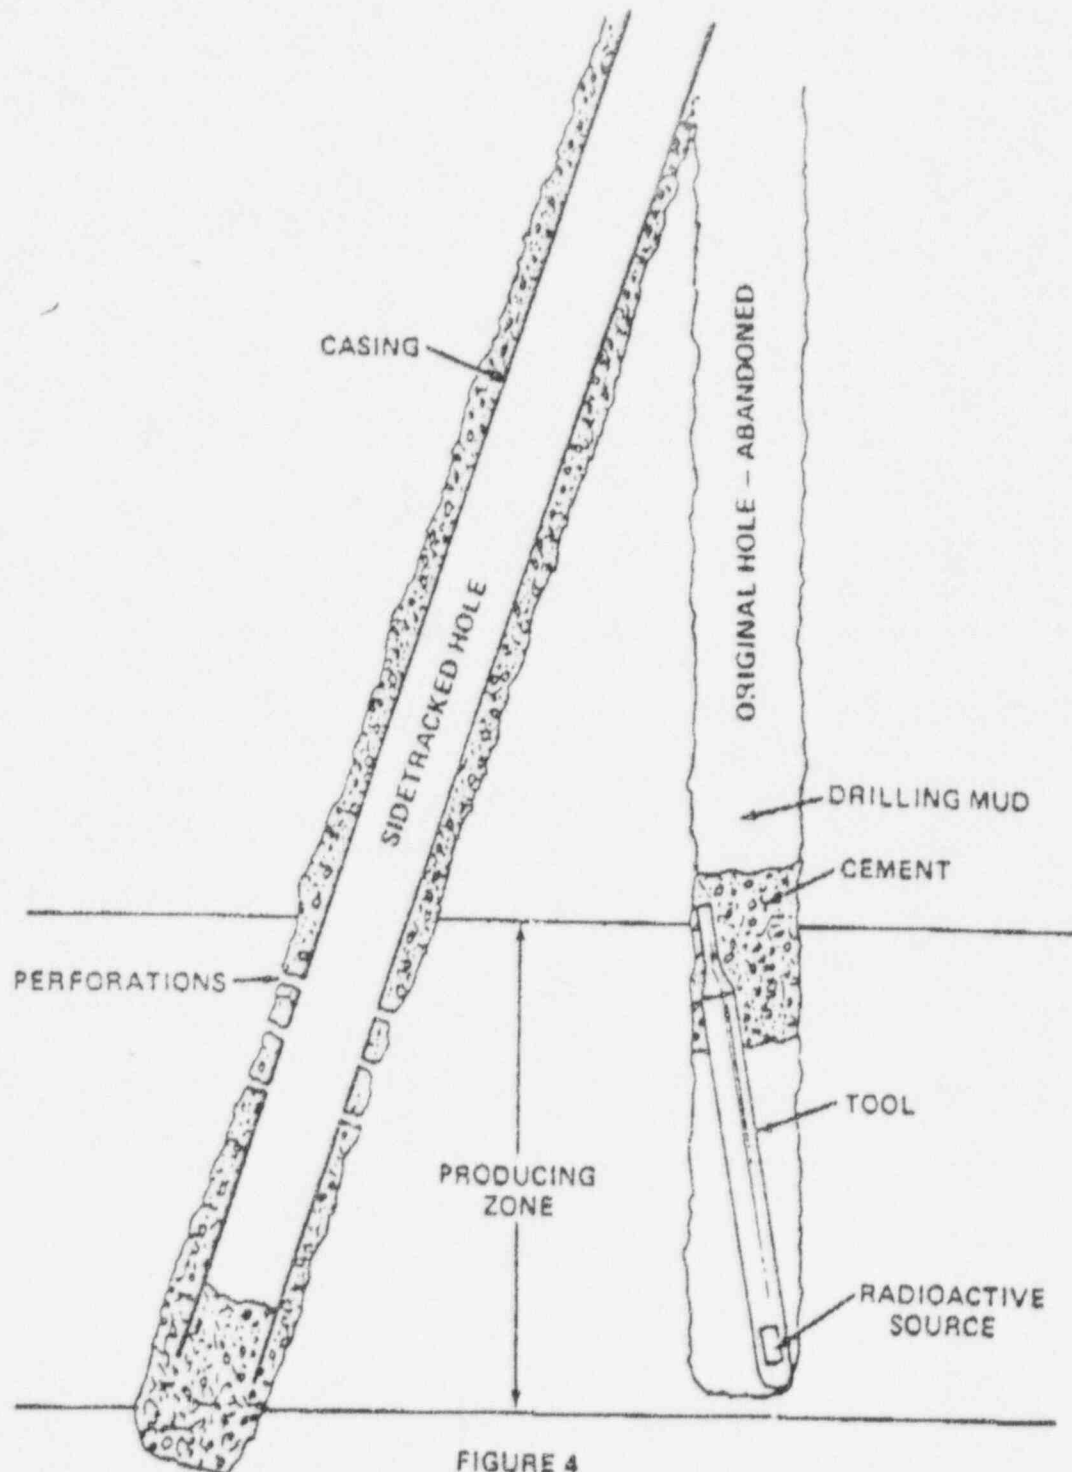 CASING
ORIGINAL HOLE – ABANDONED
SIDETRACKED HOLE
DRILLING MUD
CEMENT
PERFORATIONS
TOOL
PRODUCING
ZONE
RADIOACTIVE
SOURCE
FIGURE 4